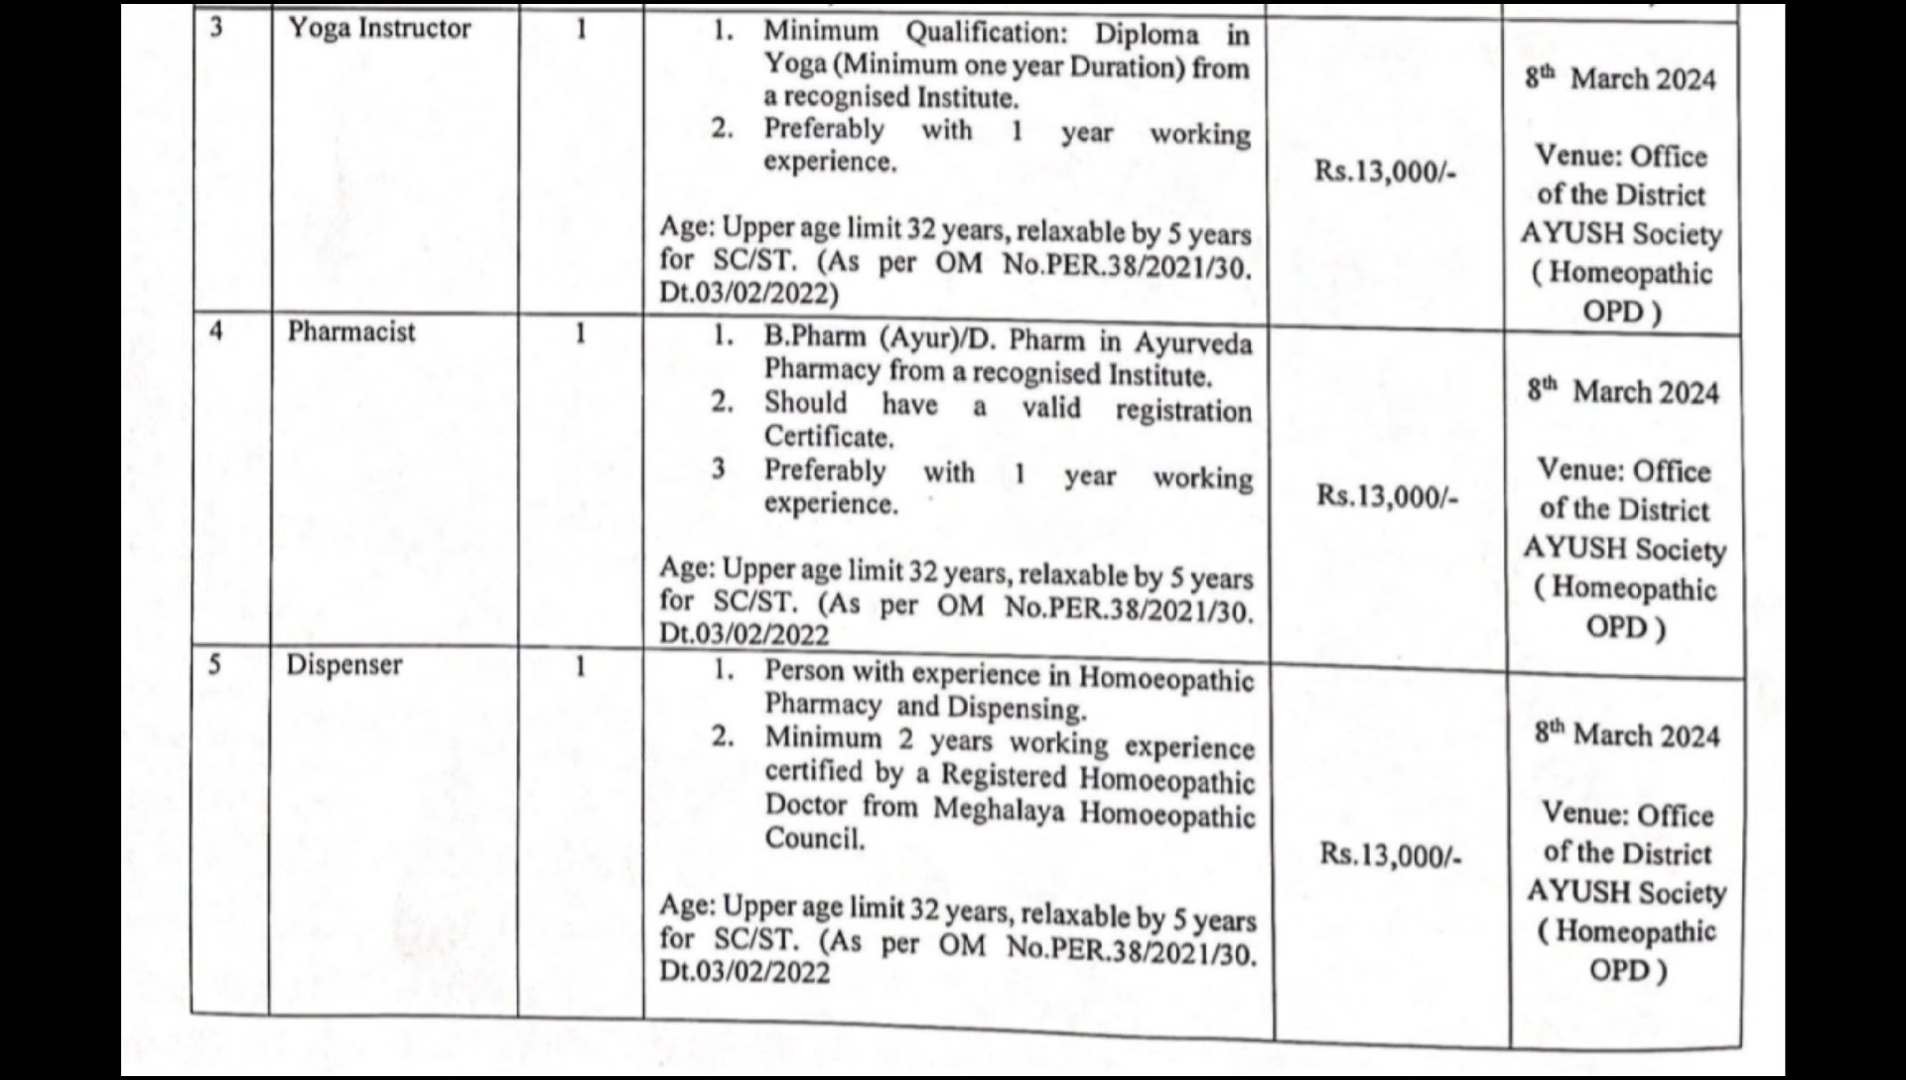 3
Yoga Instructor
1
1. Minimum Qualification: Diploma in
Yoga (Minimum one year Duration) from
a recognised Institute.
2. Preferably with 1 year working
experience.
Age: Upper age limit 32 years, relaxable by 5 years
for SC/ST. (As per OM No.PER.38/2021/30.
Dt.03/02/2022)
Rs.13,000/-
8th March 2024
Venue: Office
of the District
AYUSH Society
( Homeopathic
OPD )
4
Pharmacist
1
1. B.Pharm (Ayur)/D. Pharm in Ayurveda
Pharmacy from a recognised Institute.
2. Should have a valid registration
Certificate.
3 Preferably with 1 year working
experience.
Age: Upper age limit 32 years, relaxable by 5 years
for SC/ST. (As per OM No.PER.38/2021/30.
Dt.03/02/2022
Rs.13,000/-
8th March 2024
Venue: Office
of the District
AYUSH Society
( Homeopathic
OPD )
5
Dispenser
1
1. Person with experience in Homoeopathic
Pharmacy and Dispensing.
2. Minimum 2 years working experience
certified by a Registered Homoeopathic
Doctor from Meghalaya Homoeopathic
Council.
Age: Upper age limit 32 years, relaxable by 5 years
for SC/ST. (As per OM No.PER.38/2021/30.
Dt.03/02/2022
Rs.13,000/-
8th March 2024
Venue: Office
of the District
AYUSH Society
( Homeopathic
OPD )